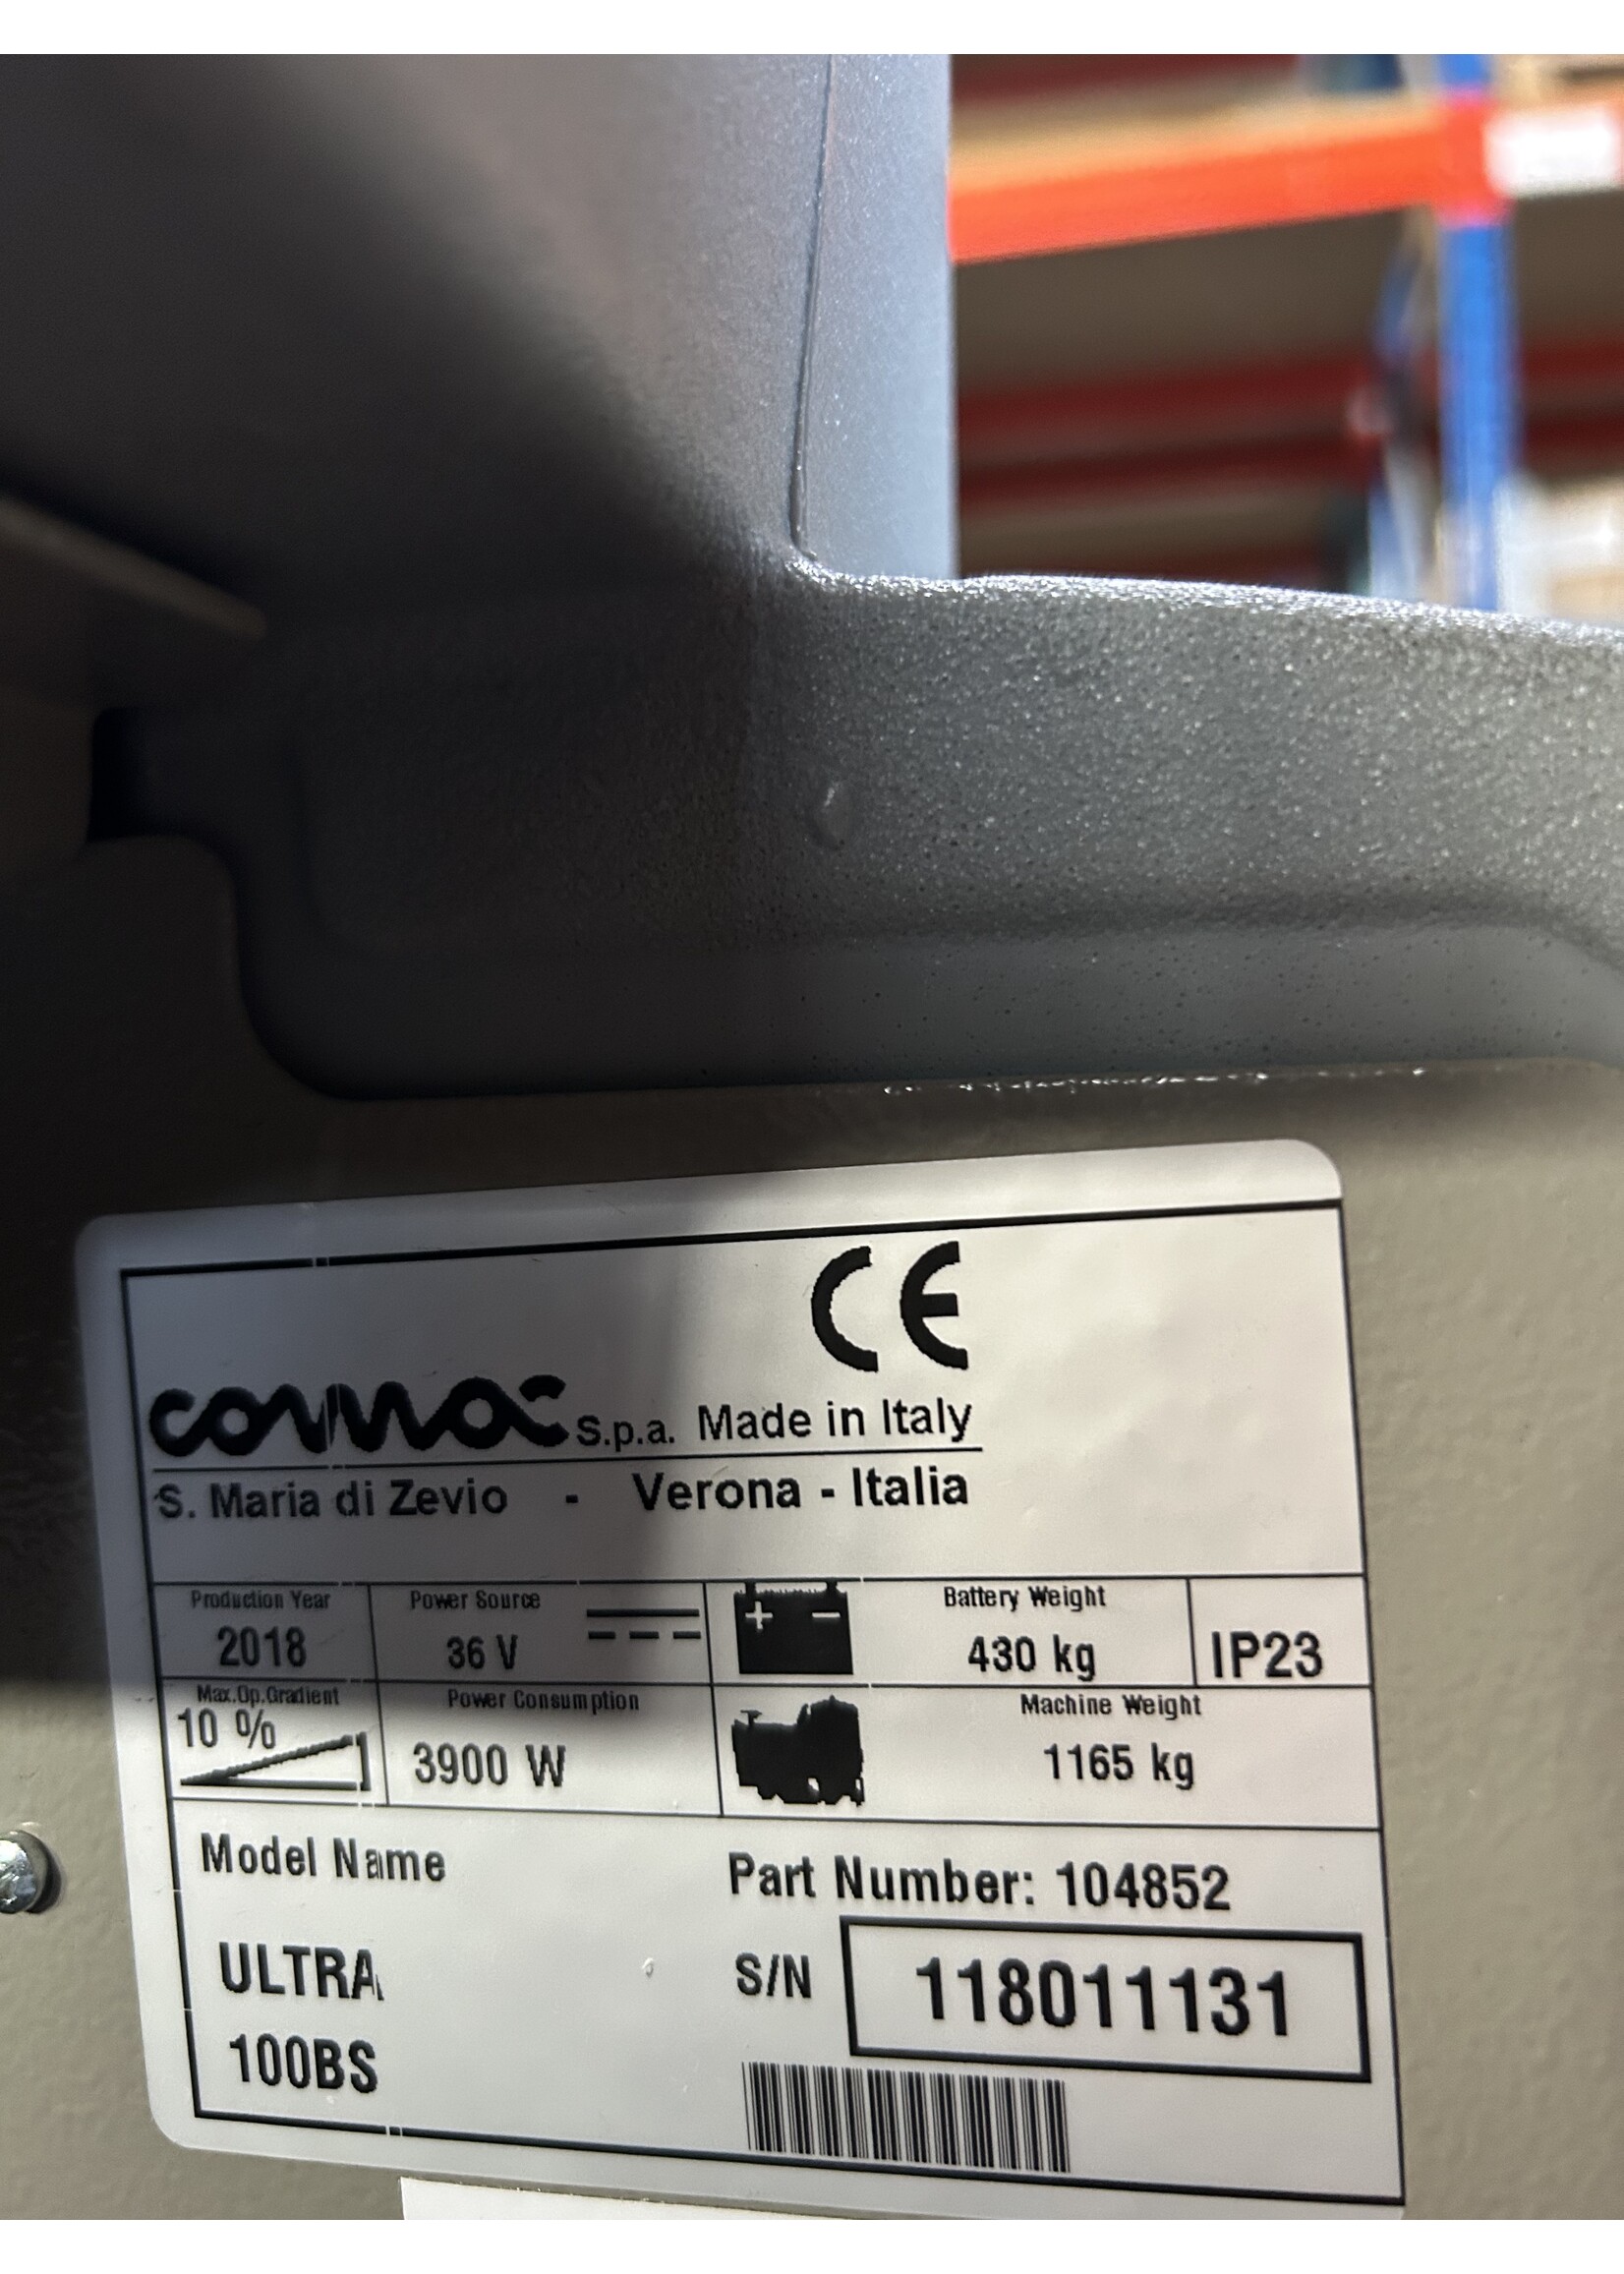 CE
comac s.p.a. Made in Italy
S. Maria di Zevio - Verona - Italia
Production Year
2018
Power Source
36 V
+ -
Battery Weight
430 kg
IP23
Max.Op.Gradient
10 %
Power Consumption
3900 W
Machine Weight
1165 kg
Model Name
ULTRA
100BS
Part Number: 104852
S/N 118011131